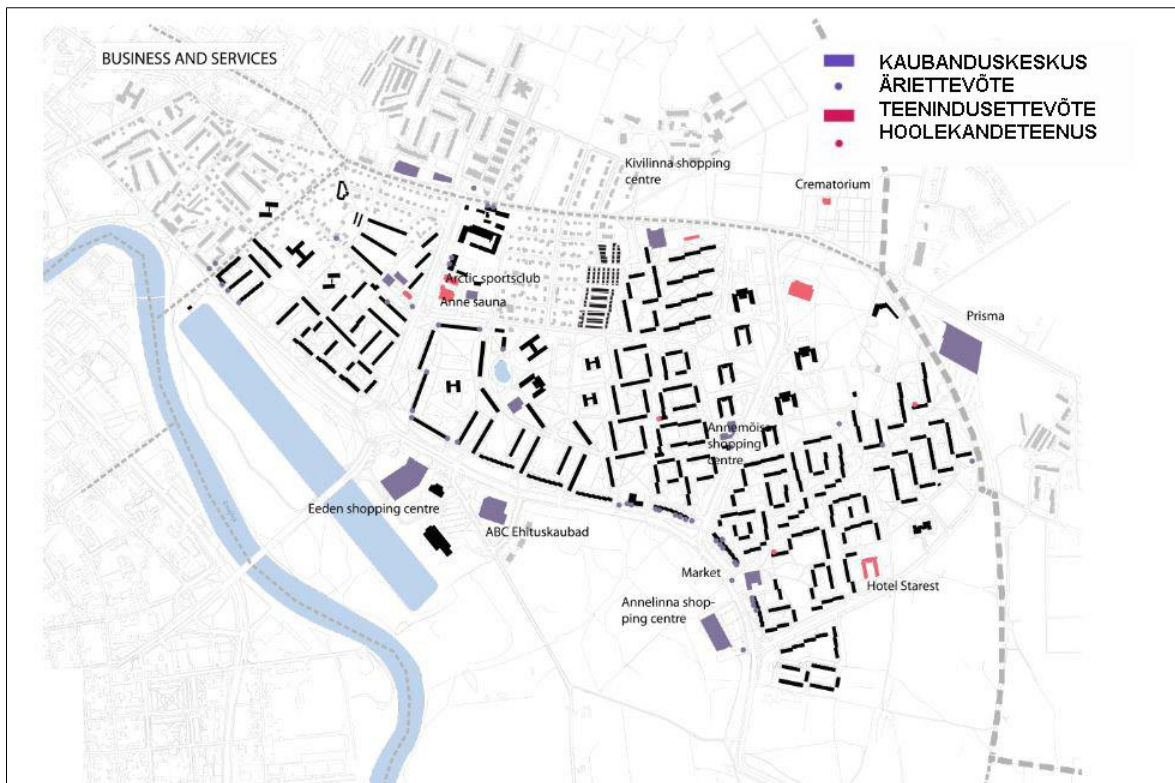 BUSINESS AND SERVICES
KAUBANDUSKESKUS
ÄRIETTEVÕTE
TEENINDUSETTEVÕTE
HOOLEKANDETEENUS
Kivilinna shopping
centre
Crematorium
Arctic sportsclub
Anne sauna
Prisma
Annemõisa
shopping
centre
Eeden shopping centre
ABC Ehituskaubad
Market
Hotel Starest
Annelinna shop-
ping centre